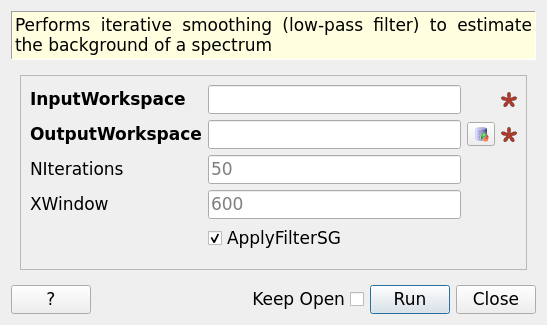 Performs iterative smoothing (low-pass filter) to estimate
the background of a spectrum
InputWorkspace
OutputWorkspace
NIterations 50
XWindow 600
ApplyFilterSG
? Keep Open Run Close